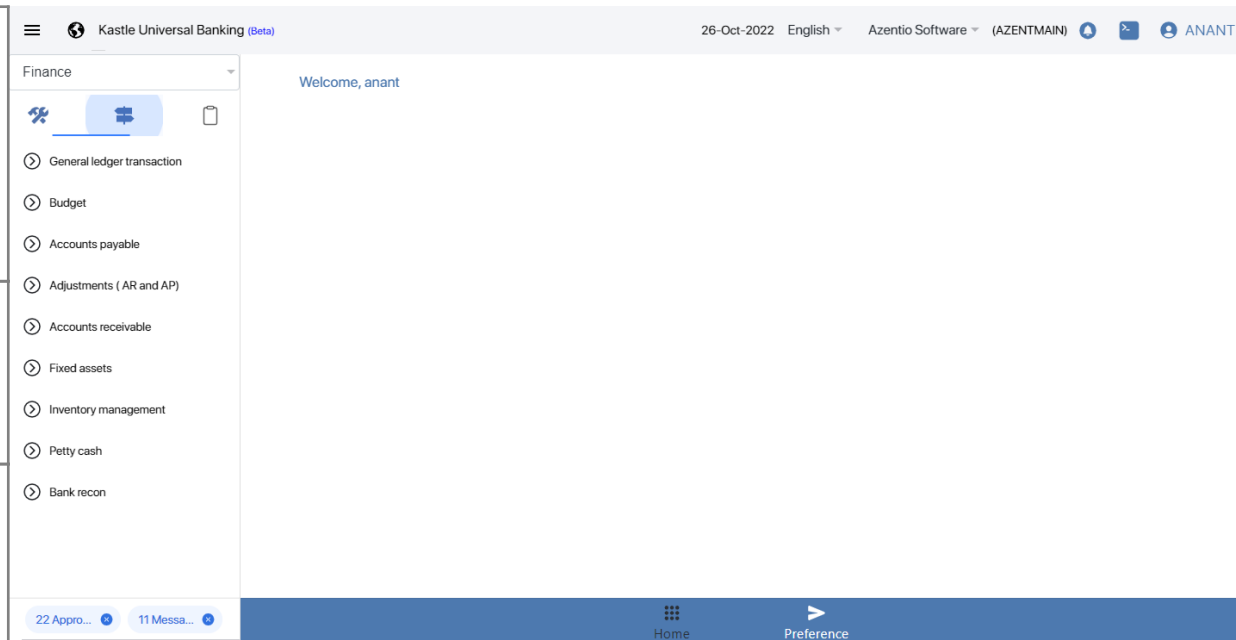 Kastle Universal Banking (Beta) 26-Oct-2022 English Azentio Software (AZENTMAIN) ANANT
Finance
Welcome, anant
General ledger transaction
Budget
Accounts payable
Adjustments ( AR and AP)
Accounts receivable
Fixed assets
Inventory management
Petty cash
Bank recon
22 Appro... 11 Messa... Home Preference